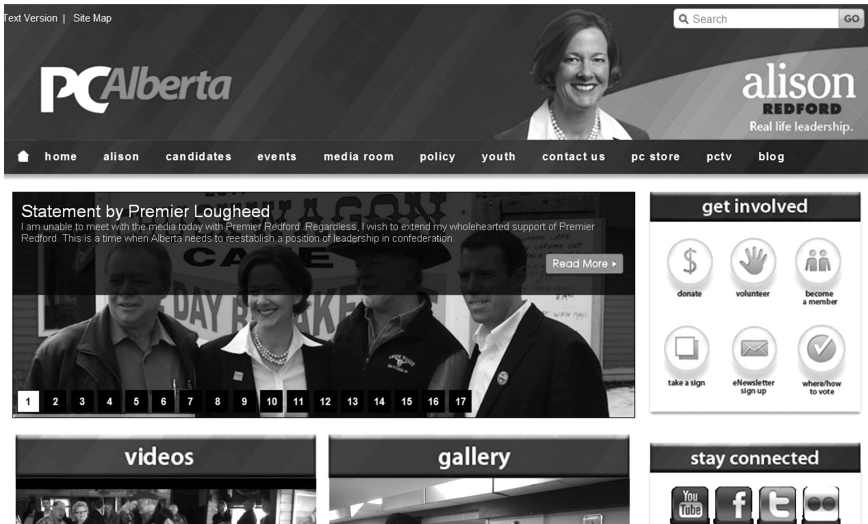 Text Version | Site Map
Search
GO
PCAlberta
alison
REDFORD
Real life leadership.
home alison candidates events media room policy youth contact us pc store pctv blog
Statement by Premier Lougheed
I am unable to meet with the media today with Premier Redford. Regardless, I wish to extend my wholehearted support of Premier
Redford. This is a time when Alberta needs to reestablish a position of leadership in confederation.
Read More
WAGON
CAFE
DAY
1 2 3 4 5 6 7 8 9 10 11 12 13 14 15 16 17
get involved
donate
volunteer
become
a member
take a sign
eNewsletter
sign up
where/how
to vote
videos
gallery
stay connected
You
Tube
f
t